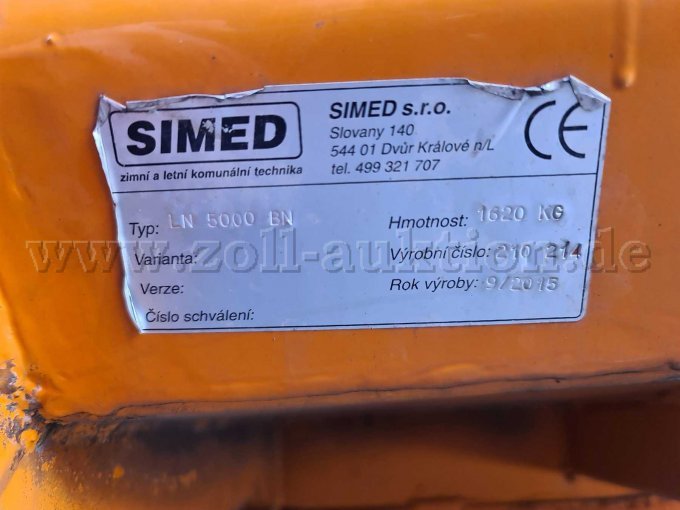 SIMED
zimní a letní komunální technika
SIMED s.r.o.
Slovany 140
544 01 Dvůr Králové n/L
tel. 499 321 707
CE
Typ: LN 5000 BN
Varianta:
Verze:
Číslo schválení:
Hmotnost: 1620 KG
Výrobní číslo: 210 214
Rok výroby: 9/2015
www.zoll-auktion.de